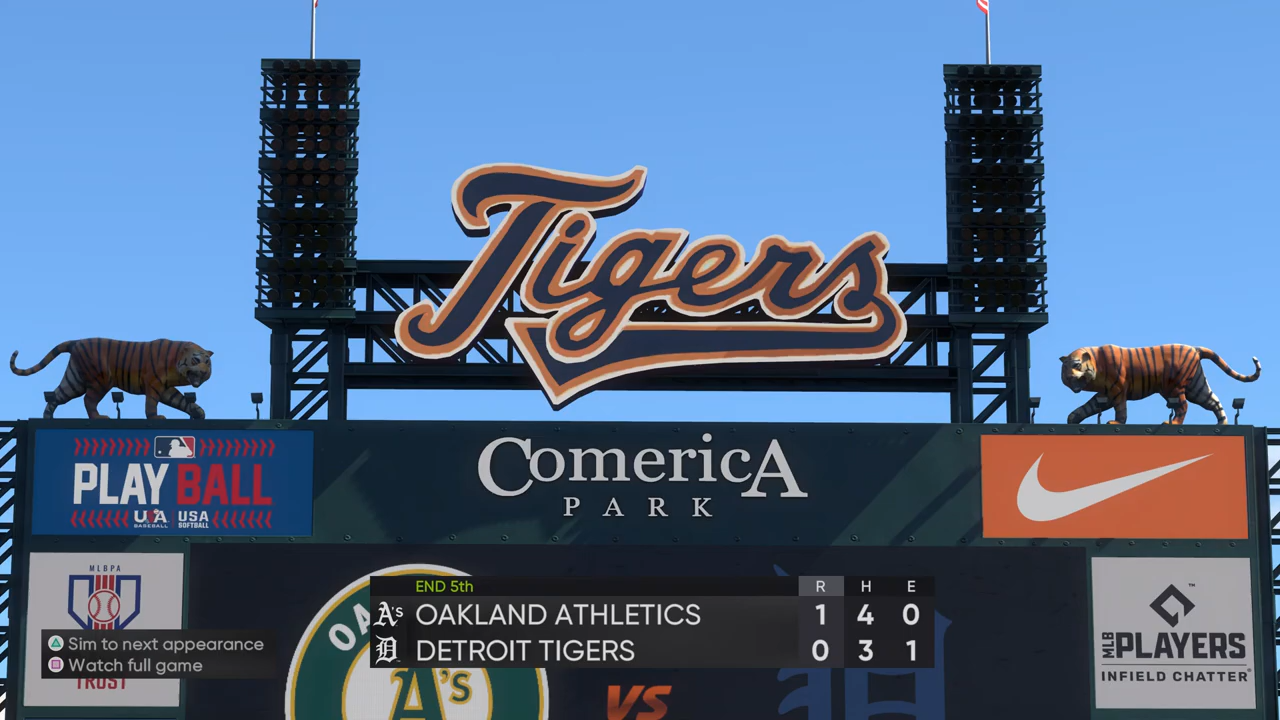 Tigers
PLAY BALL
USA BASEBALL USA SOFTBALL
ComericA
PARK
MLBPA
TRUST
Sim to next appearance
Watch full game
OA
A's
VS
END 5th R H E
A's OAKLAND ATHLETICS 1 4 0
D DETROIT TIGERS 0 3 1
MLB PLAYERS
INFIELD CHATTER